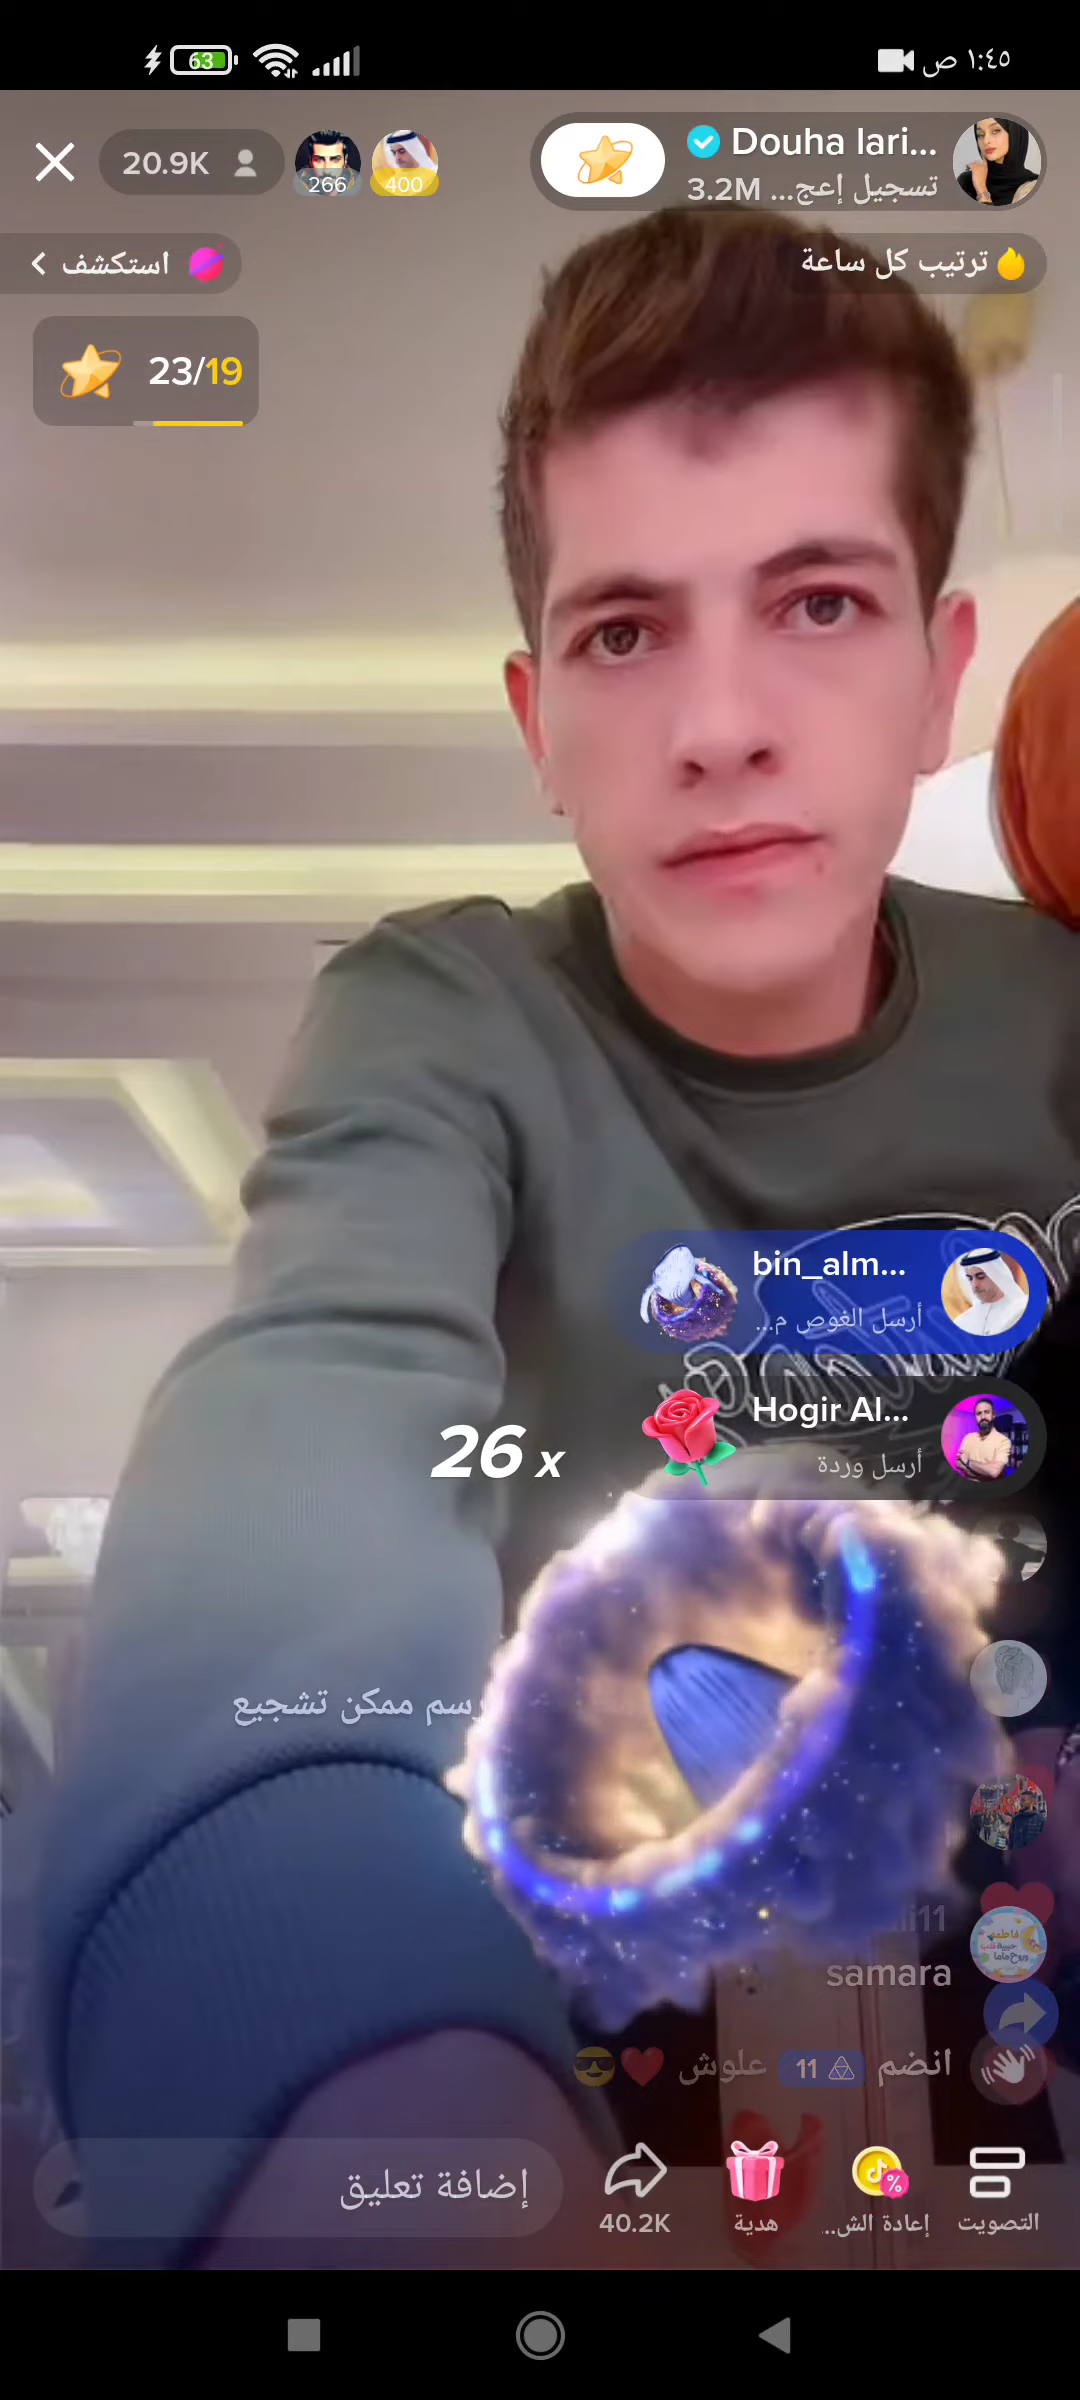 63
١:٤٥ ص
20.9K
266
400
Douha lari...
تسجيل إعج... 3.2M
استكشف
ترتيب كل ساعة
23/19
bin_alm...
أرسل الغوص م...
Hogir Al...
أرسل وردة
26 x
رسم ممكن تشجيع
samara
انضم 11 علوش ❤️😎
إضافة تعليق
40.2K
هدية
إعادة الش...
التصويت